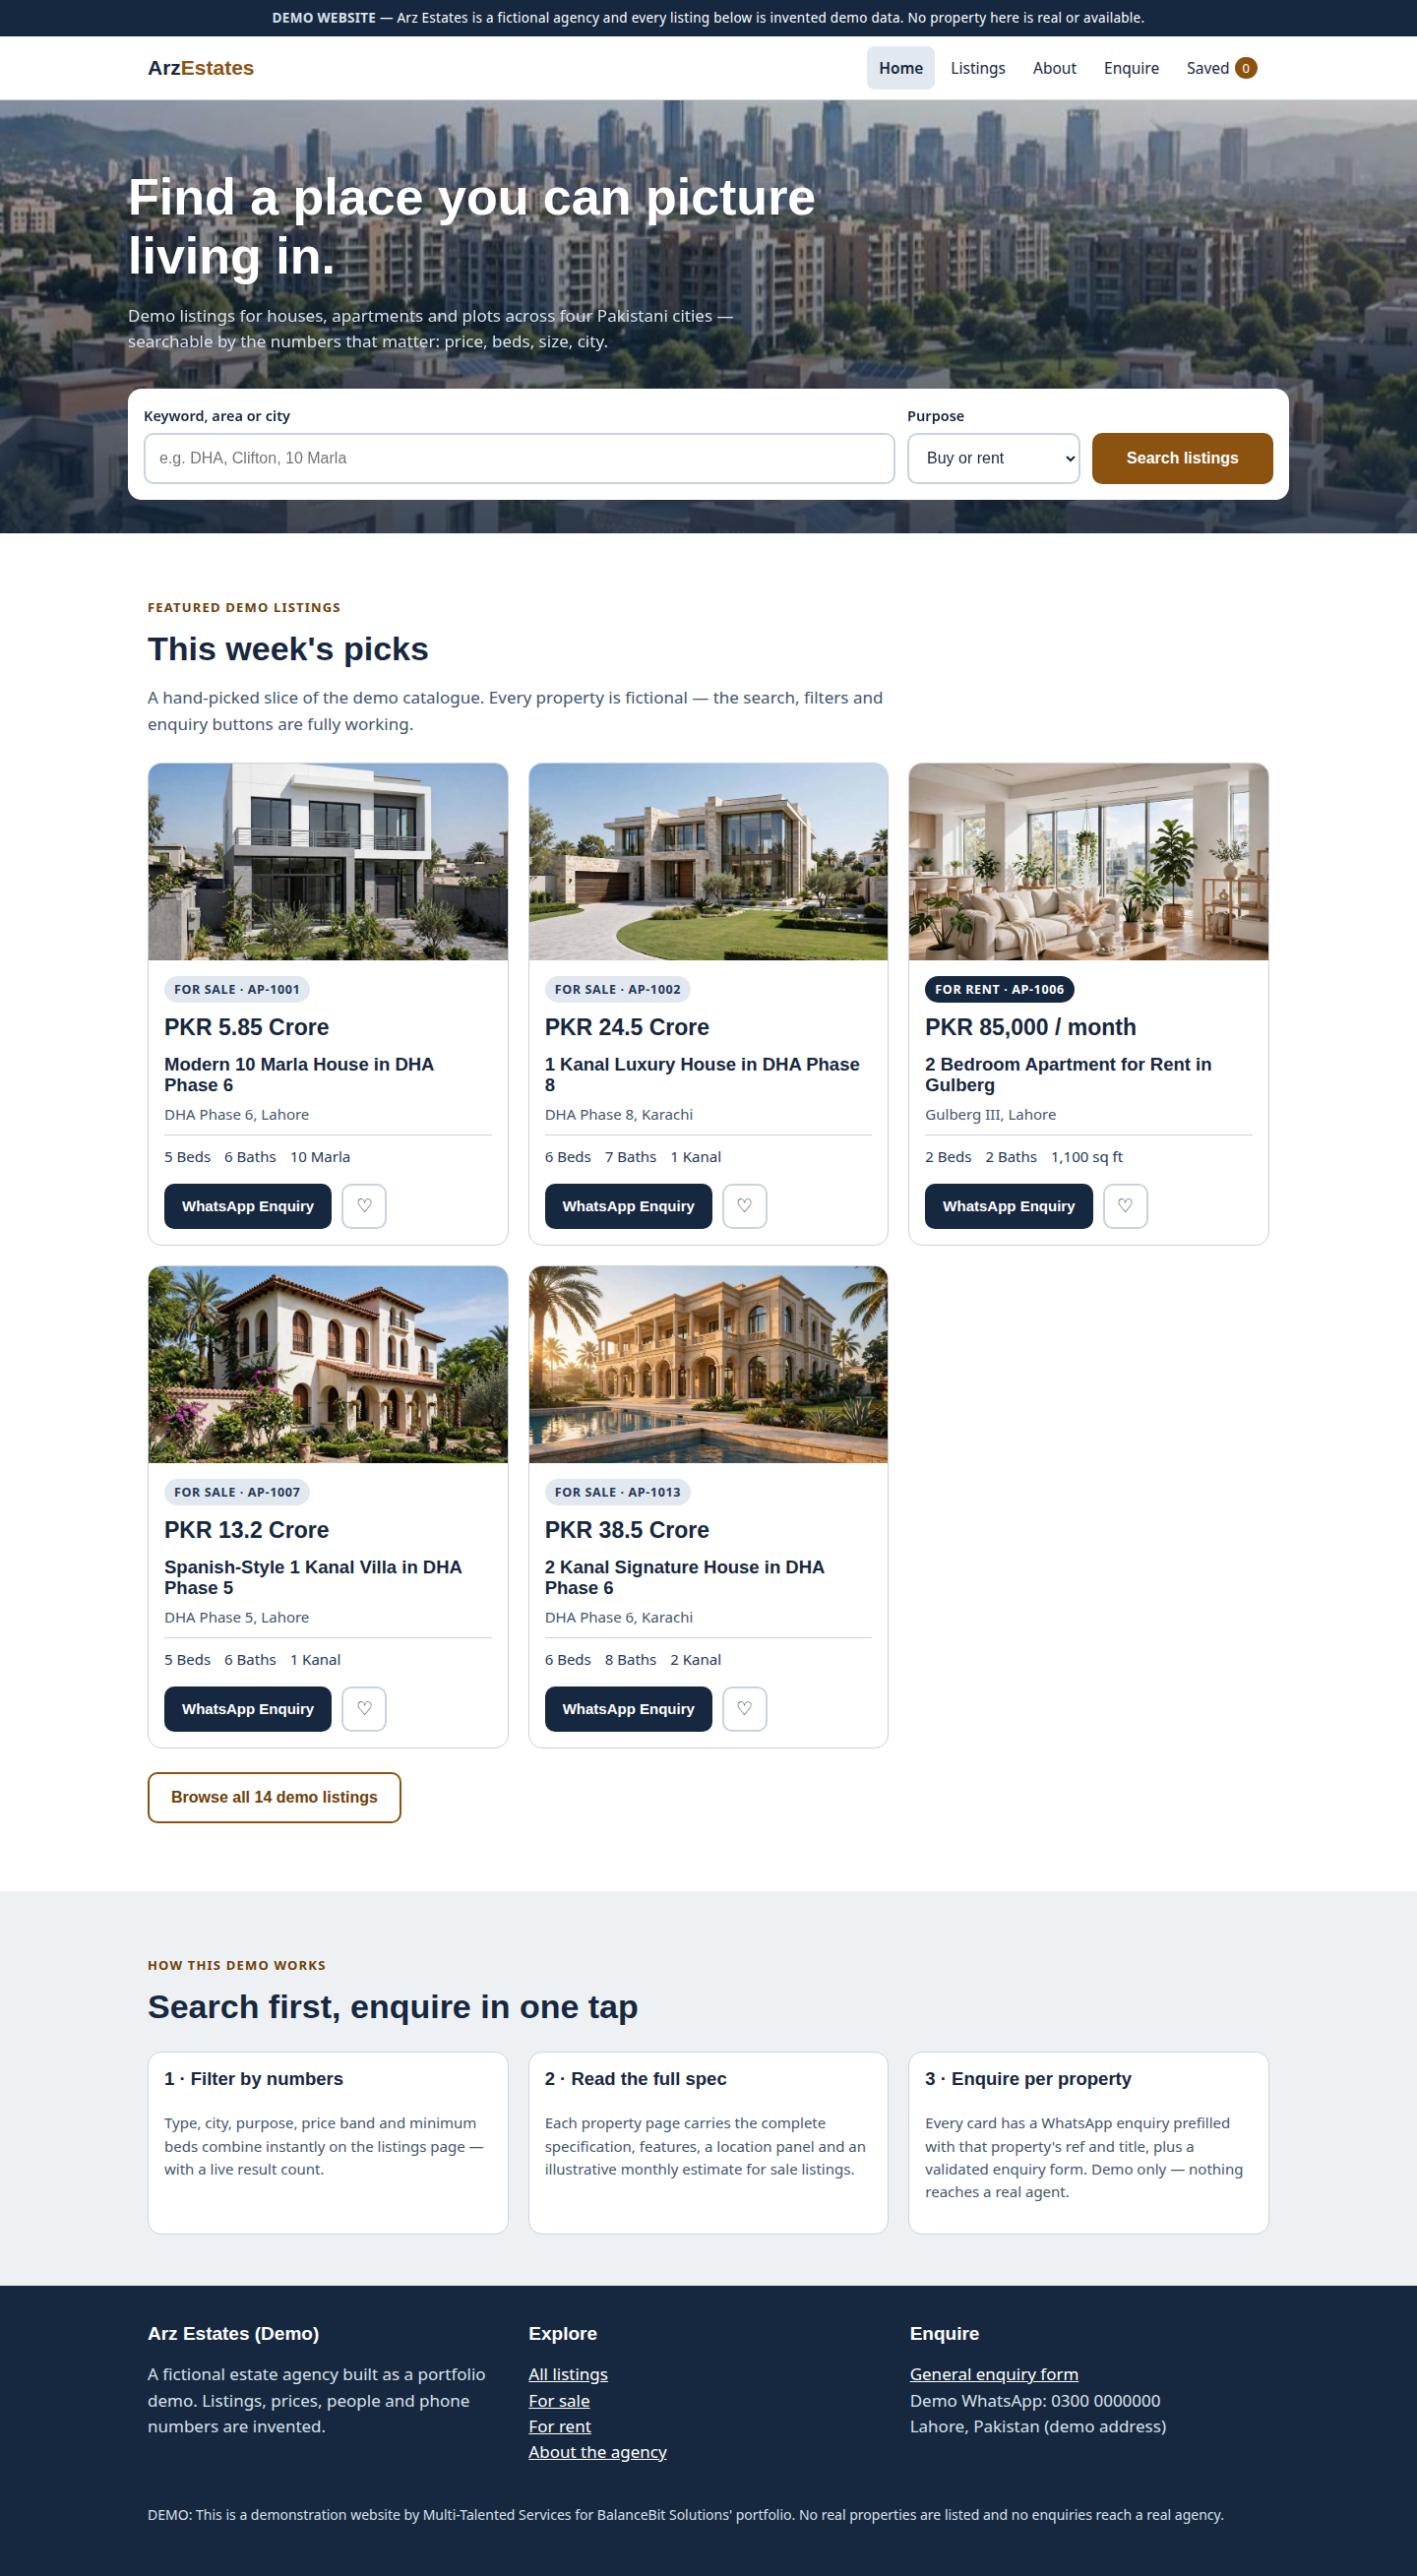 DEMO WEBSITE — Arz Estates is a fictional agency and every listing below is invented demo data. No property here is real or available.
ArzEstates
Home Listings About Enquire Saved 0
Find a place you can picture
living in.
Demo listings for houses, apartments and plots across four Pakistani cities —
searchable by the numbers that matter: price, beds, size, city.
Keyword, area or city Purpose
e.g. DHA, Clifton, 10 Marla Buy or rent Search listings
FEATURED DEMO LISTINGS
This week's picks
A hand-picked slice of the demo catalogue. Every property is fictional — the search, filters and
enquiry buttons are fully working.
FOR SALE · AP-1001
PKR 5.85 Crore
Modern 10 Marla House in DHA
Phase 6
DHA Phase 6, Lahore
5 Beds 6 Baths 10 Marla
WhatsApp Enquiry ♡
FOR SALE · AP-1002
PKR 24.5 Crore
1 Kanal Luxury House in DHA Phase
8
DHA Phase 8, Karachi
6 Beds 7 Baths 1 Kanal
WhatsApp Enquiry ♡
FOR RENT · AP-1006
PKR 85,000 / month
2 Bedroom Apartment for Rent in
Gulberg
Gulberg III, Lahore
2 Beds 2 Baths 1,100 sq ft
WhatsApp Enquiry ♡
FOR SALE · AP-1007
PKR 13.2 Crore
Spanish-Style 1 Kanal Villa in DHA
Phase 5
DHA Phase 5, Lahore
5 Beds 6 Baths 1 Kanal
WhatsApp Enquiry ♡
FOR SALE · AP-1013
PKR 38.5 Crore
2 Kanal Signature House in DHA
Phase 6
DHA Phase 6, Karachi
6 Beds 8 Baths 2 Kanal
WhatsApp Enquiry ♡
Browse all 14 demo listings
HOW THIS DEMO WORKS
Search first, enquire in one tap
1 · Filter by numbers
Type, city, purpose, price band and minimum
beds combine instantly on the listings page —
with a live result count.
2 · Read the full spec
Each property page carries the complete
specification, features, a location panel and an
illustrative monthly estimate for sale listings.
3 · Enquire per property
Every card has a WhatsApp enquiry prefilled
with that property's ref and title, plus a
validated enquiry form. Demo only — nothing
reaches a real agent.
Arz Estates (Demo)
A fictional estate agency built as a portfolio
demo. Listings, prices, people and phone
numbers are invented.
Explore
All listings
For sale
For rent
About the agency
Enquire
General enquiry form
Demo WhatsApp: 0300 0000000
Lahore, Pakistan (demo address)
DEMO: This is a demonstration website by Multi-Talented Services for BalanceBit Solutions' portfolio. No real properties are listed and no enquiries reach a real agency.